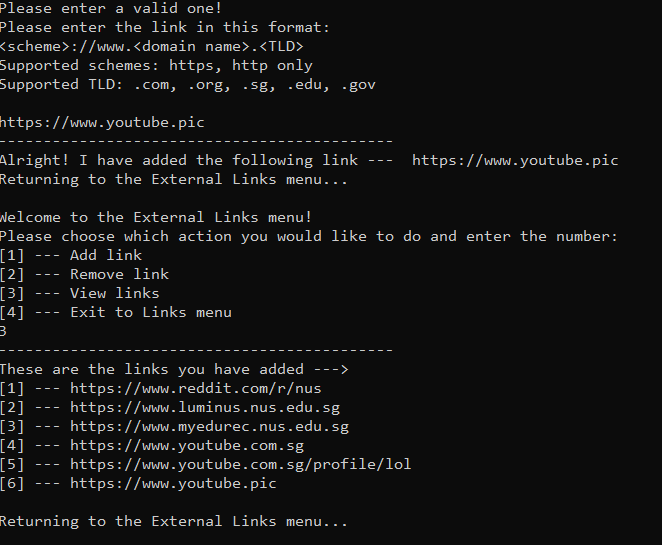 Please enter a valid one!
Please enter the link in this format:
<scheme>://www.<domain name>.<TLD>
Supported schemes: https, http only
Supported TLD: .com, .org, .sg, .edu, .gov
https://www.youtube.pic
--------------------------------------------
Alright! I have added the following link ---  https://www.youtube.pic
Returning to the External Links menu...
Welcome to the External Links menu!
Please choose which action you would like to do and enter the number:
[1] --- Add link
[2] --- Remove link
[3] --- View links
[4] --- Exit to Links menu
3
--------------------------------------------
These are the links you have added --->
[1] --- https://www.reddit.com/r/nus
[2] --- https://www.luminus.nus.edu.sg
[3] --- https://www.myedurec.nus.edu.sg
[4] --- https://www.youtube.com.sg
[5] --- https://www.youtube.com.sg/profile/lol
[6] --- https://www.youtube.pic
Returning to the External Links menu...